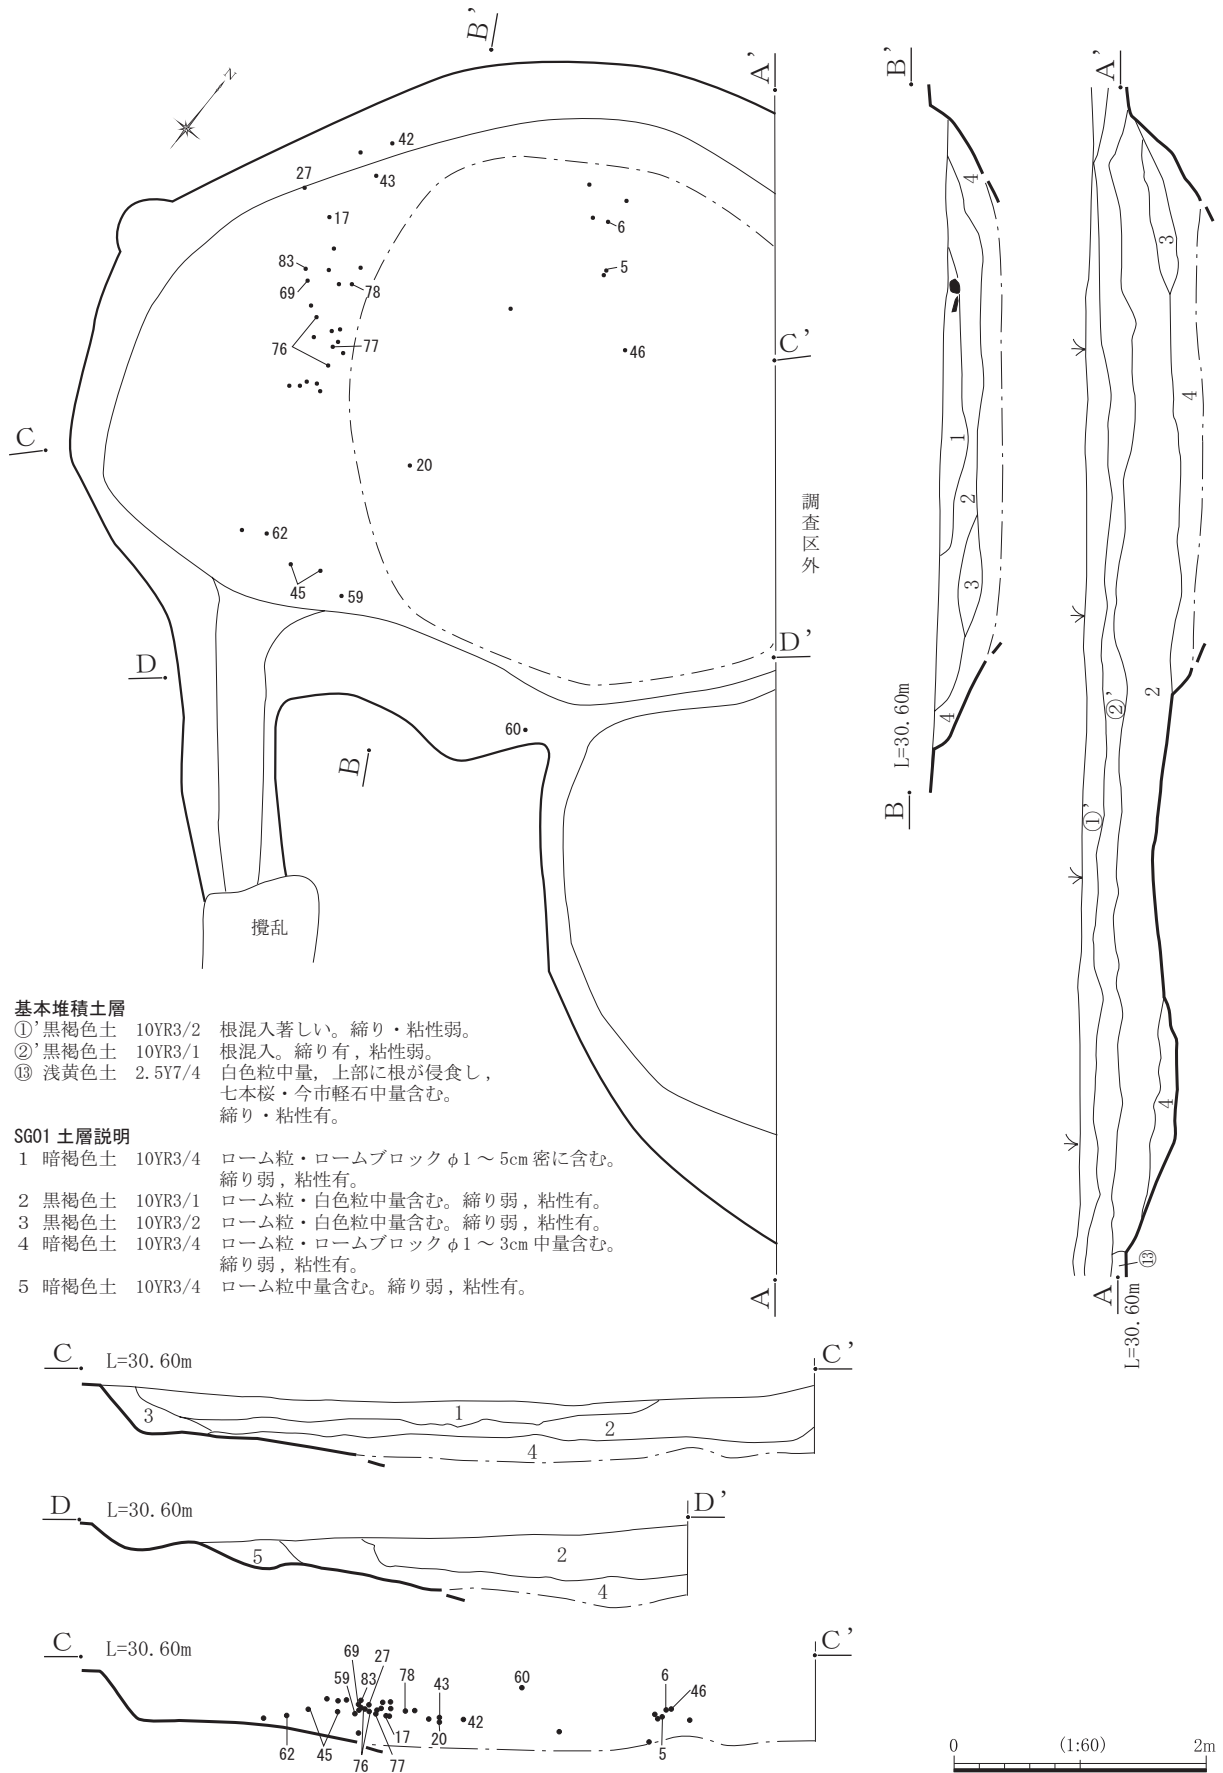 B'
A'
N
42
43
27
17
6
83
5
69
78
76
77
46
C'
C
20
調査区外
62
45
59
D'
D
60
B
攪乱
A
基本堆積土層
①’黒褐色土　10YR3/2　根混入著しい。締り・粘性弱。
②’黒褐色土　10YR3/1　根混入。締り有，粘性弱。
⑬ 浅黄色土　2.5Y7/4　白色粒中量，上部に根が侵食し，
七本桜・今市軽石中量含む。
締り・粘性有。
SG01 土層説明
1 暗褐色土　10YR3/4　ローム粒・ロームブロックφ1～5cm 密に含む。
締り弱，粘性有。
2 黒褐色土　10YR3/1　ローム粒・白色粒中量含む。締り弱，粘性有。
3 黒褐色土　10YR3/2　ローム粒・白色粒中量含む。締り弱，粘性有。
4 暗褐色土　10YR3/4　ローム粒・ロームブロックφ1～3cm 中量含む。
締り弱，粘性有。
5 暗褐色土　10YR3/4　ローム粒中量含む。締り弱，粘性有。
B'
4
1
2
3
4
L=30.60m
B
A'
3
4
②’
2
①’
4
⑬
A
L=30.60m
C　L=30.60m　C'
3
1
2
4
D　L=30.60m　D'
5
2
4
C　L=30.60m　C'
69
27
59
83
78
43
60
6
46
62
45
76
77
17
20
42
5
0　(1:60)　2m